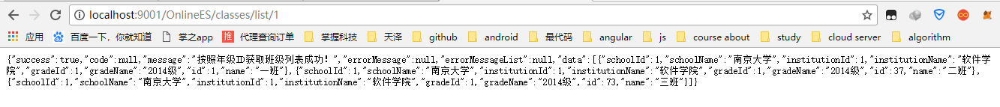 localhost:9001/OnlineES/classes/list/1
应用 百度一下，你就知道 掌之app 推 代理查询订单 掌握科技 天泽 github android 最代码 angular js course about study cloud server algorithm
{"success":true,"code":null,"message":"按照年级ID获取班级列表成功！","errorMessage":null,"errorMessageList":null,"data":[{"schoolId":1,"schoolName":"南京大学","institutionId":1,"institutionName":"软件学
院","gradeId":1,"gradeName":"2014级","id":1,"name":"一班"},{"schoolId":1,"schoolName":"南京大学","institutionId":1,"institutionName":"软件学院","gradeId":1,"gradeName":"2014级","id":37,"name":"二班"},
{"schoolId":1,"schoolName":"南京大学","institutionId":1,"institutionName":"软件学院","gradeId":1,"gradeName":"2014级","id":73,"name":"三班"}]}